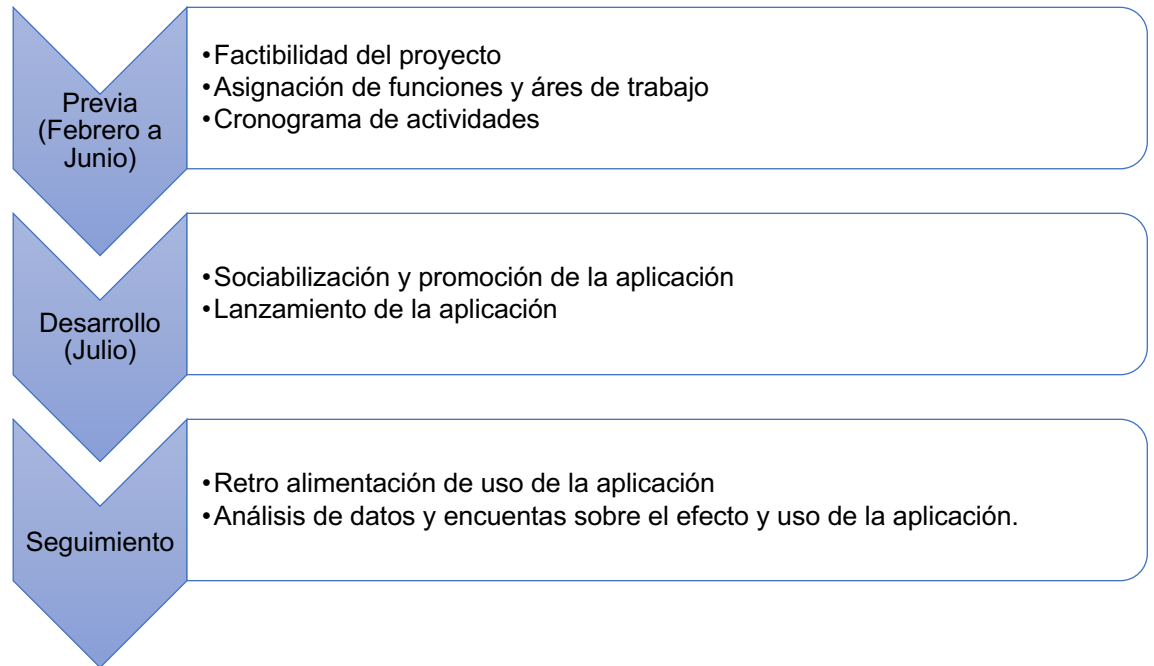 Previa
(Febrero a
Junio)
•Factibilidad del proyecto
•Asignación de funciones y áres de trabajo
•Cronograma de actividades
Desarrollo
(Julio)
•Sociabilización y promoción de la aplicación
•Lanzamiento de la aplicación
Seguimiento
•Retro alimentación de uso de la aplicación
•Análisis de datos y encuentas sobre el efecto y uso de la aplicación.